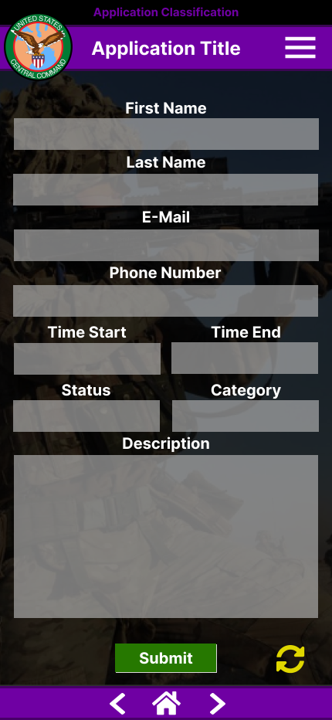 Application Classification
UNITED STATES
CENTRAL COMMAND
Application Title
First Name
Last Name
E-Mail
Phone Number
Time Start Time End
Status Category
Description
Submit